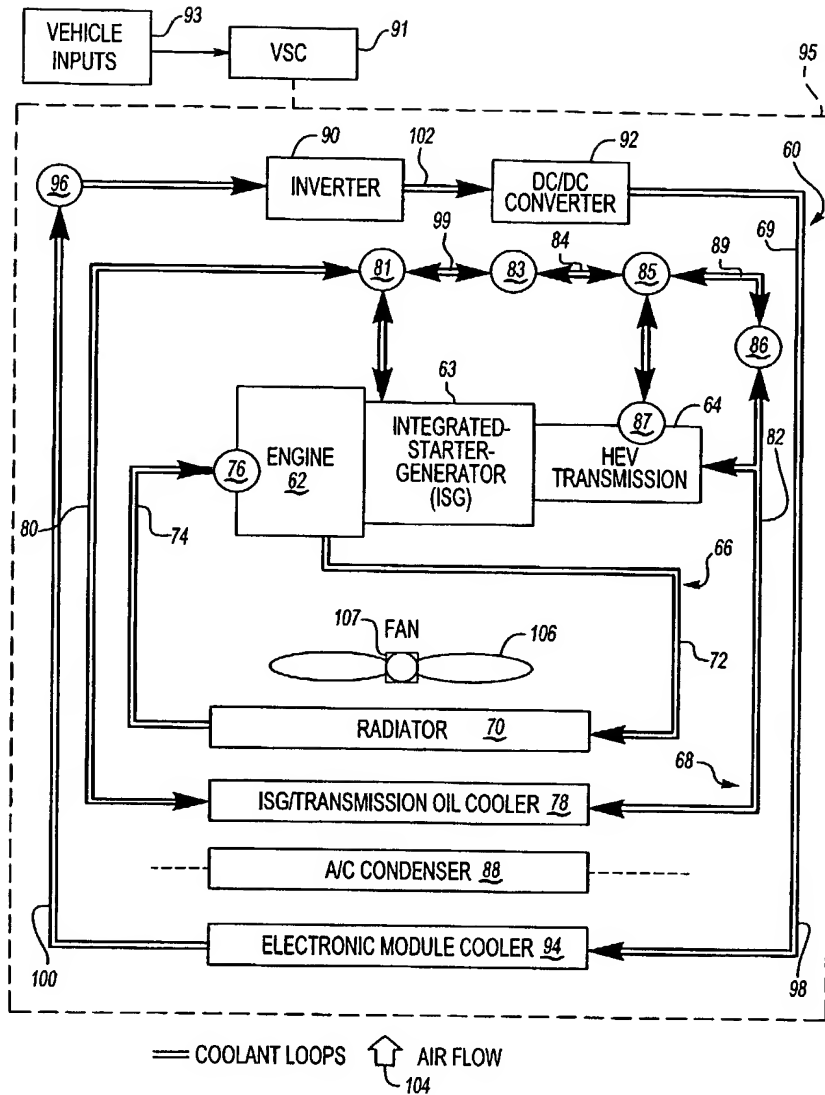 VEHICLE
INPUTS
93
VSC
91
95
90
INVERTER
102
92
DC/DC
CONVERTER
60
96
99
84
69
89
81
83
85
86
63
INTEGRATED-
STARTER-
GENERATOR
(ISG)
64
87
HEV
TRANSMISSION
ENGINE
62
76
82
80
74
66
107
FAN
106
72
RADIATOR 70
68
ISG/TRANSMISSION OIL COOLER 78
A/C CONDENSER 88
ELECTRONIC MODULE COOLER 94
100
98
COOLANT LOOPS
AIR FLOW
104